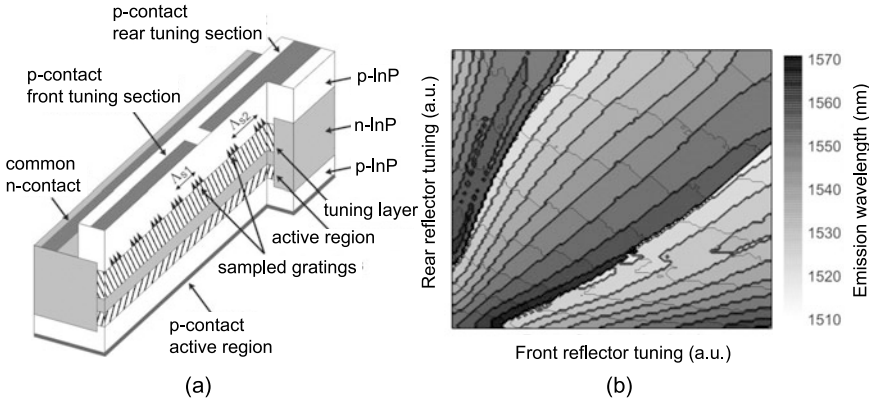 p-contact
rear tuning section
p-contact
front tuning section
common
n-contact
Λs1
Λs2
p-InP
n-InP
p-InP
tuning layer
active region
sampled gratings
p-contact
active region
(a)
Rear reflector tuning (a.u.)
Front reflector tuning (a.u.)
1570
1560
1550
1540
1530
1520
1510
Emission wavelength (nm)
(b)